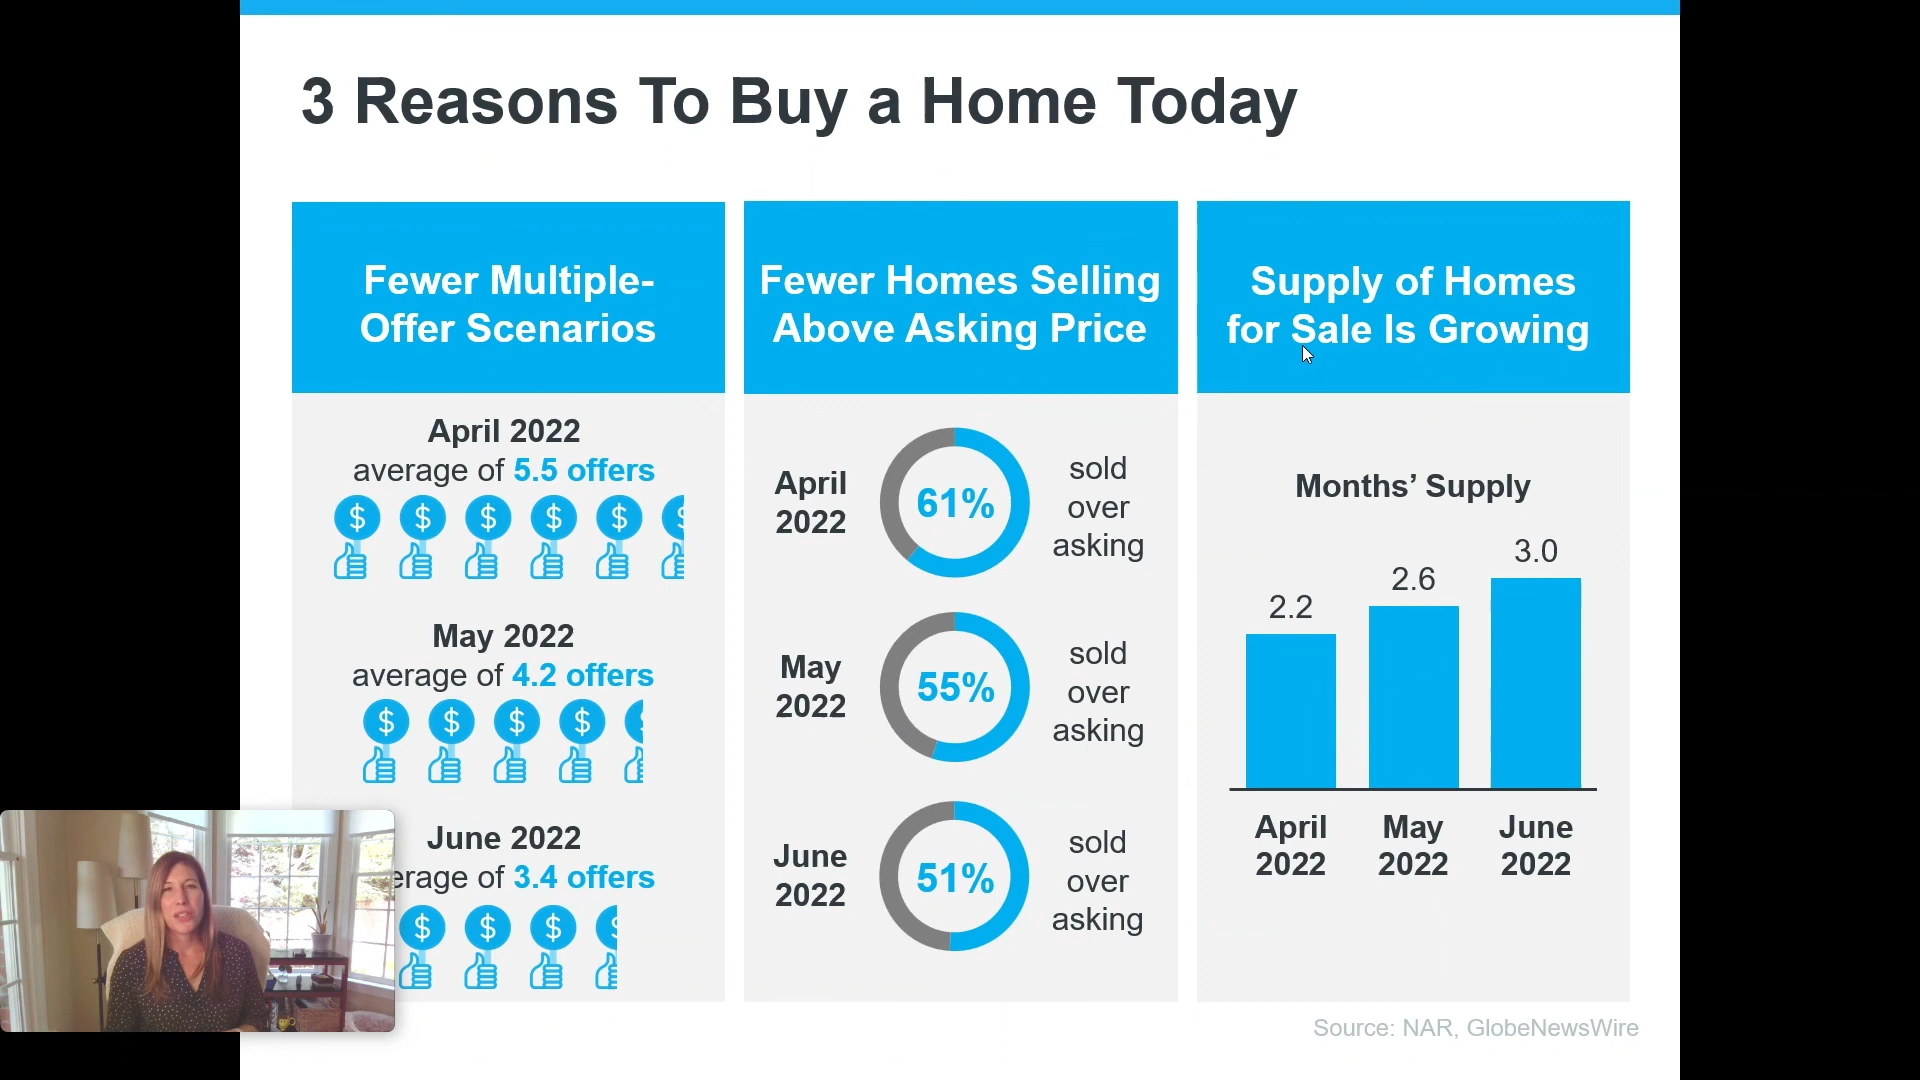 3 Reasons To Buy a Home Today
Fewer Multiple-
Offer Scenarios
April 2022
average of 5.5 offers
$ $ $ $ $ $
May 2022
average of 4.2 offers
$ $ $ $ $
June 2022
erage of 3.4 offers
$ $ $ $
Fewer Homes Selling
Above Asking Price
April
2022
61%
sold
over
asking
May
2022
55%
sold
over
asking
June
2022
51%
sold
over
asking
Supply of Homes
for Sale Is Growing
Months’ Supply
2.2
2.6
3.0
April
2022
May
2022
June
2022
Source: NAR, GlobeNewsWire